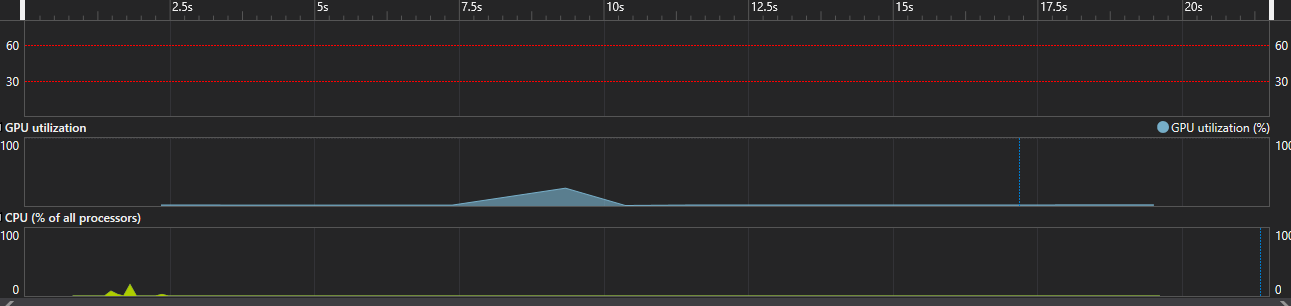 2.5s 5s 7.5s 10s 12.5s 15s 17.5s 20s
60 60
30 30
GPU utilization GPU utilization (%)
100 100
CPU (% of all processors)
100 100
0 0